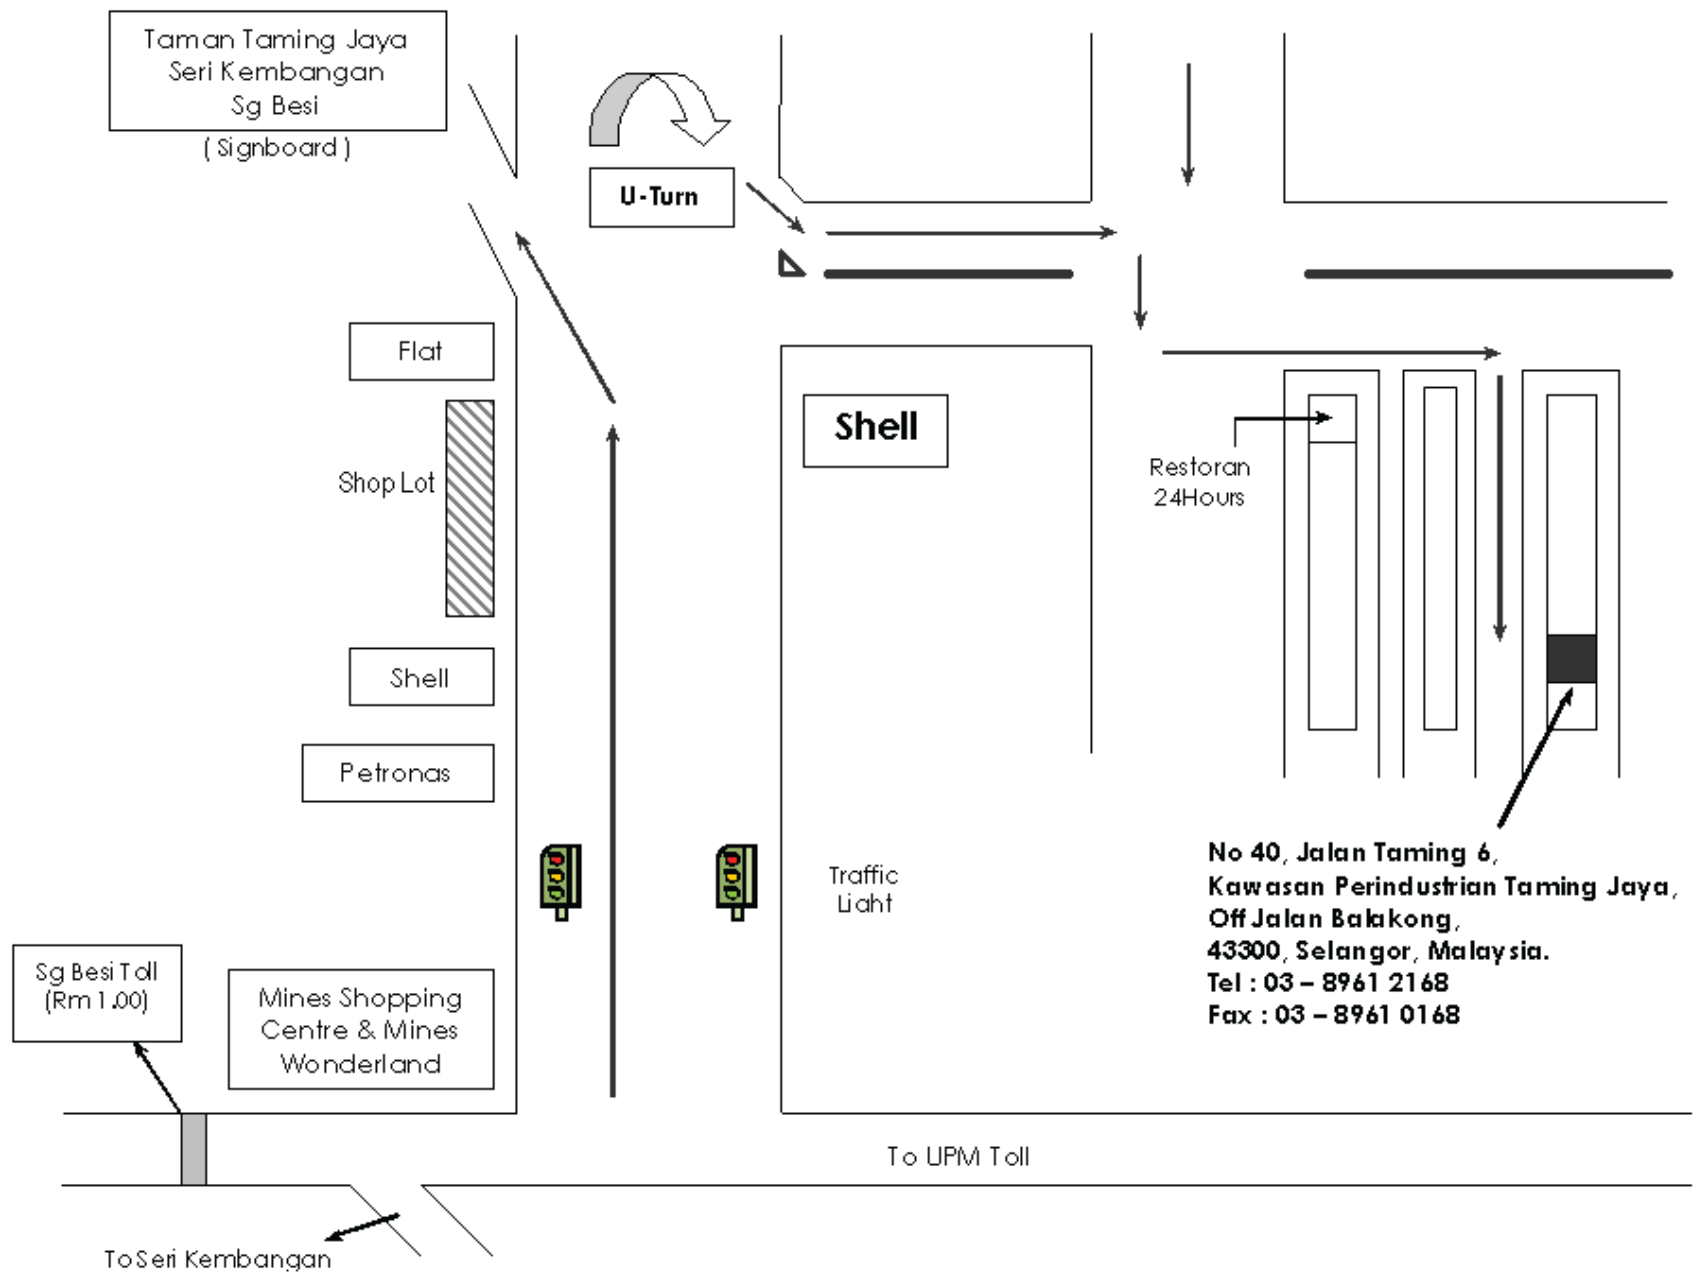 Taman Taming Jaya
Seri Kembangan
Sg Besi
( Signboard )
U-Turn
Flat
Shop Lot
Shell
Petronas
Shell
Restoran
24Hours
Traffic
Liaht
No 40, Jalan Taming 6,
Kawasan Perindustrian Taming Jaya,
Off Jalan Balakong,
43300, Selangor, Malaysia.
Tel : 03 – 8961 2168
Fax : 03 – 8961 0168
Sg Besi Toll
(Rm 1.00)
Mines Shopping
Centre & Mines
Wonderland
To UPM Toll
To Seri Kembangan